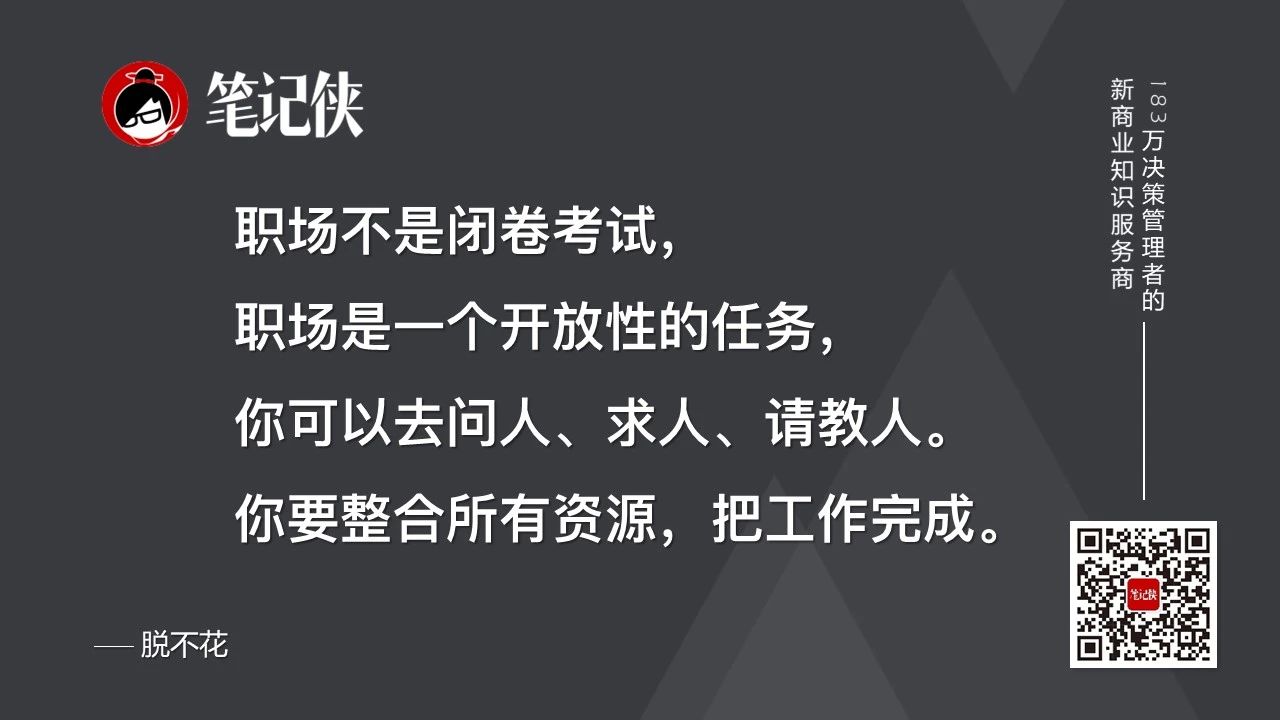 笔记侠
183万决策管理者的
新商业知识服务商
职场不是闭卷考试，
职场是一个开放性的任务，
你可以去问人、求人、请教人。
你要整合所有资源，把工作完成。
—— 脱不花
笔记侠